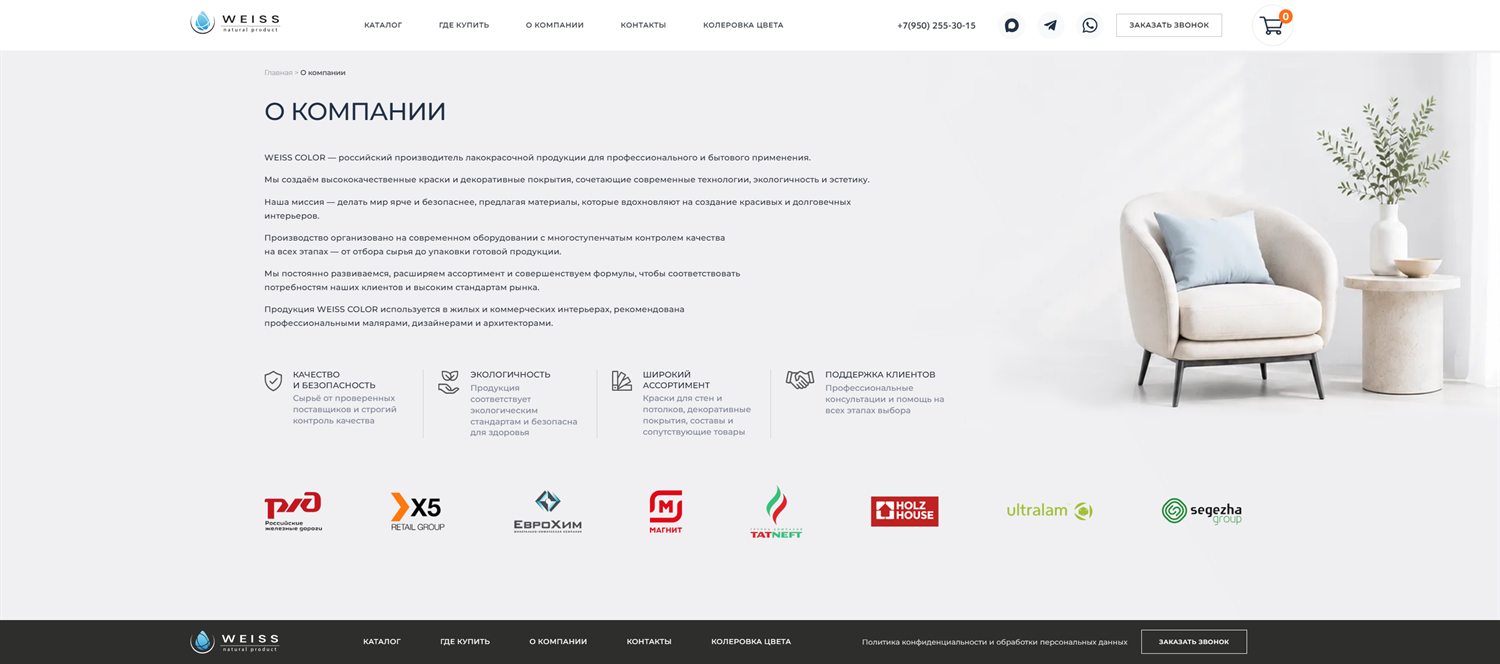 WEISS
natural product
КАТАЛОГ
ГДЕ КУПИТЬ
О КОМПАНИИ
КОНТАКТЫ
КОЛЕРОВКА ЦВЕТА
+7(950) 255-30-15
ЗАКАЗАТЬ ЗВОНОК
0
Главная > О компании
О КОМПАНИИ
WEISS COLOR — российский производитель лакокрасочной продукции для профессионального и бытового применения.
Мы создаём высококачественные краски и декоративные покрытия, сочетающие современные технологии, экологичность и эстетику.
Наша миссия — делать мир ярче и безопаснее, предлагая материалы, которые вдохновляют на создание красивых и долговечных
интерьеров.
Производство организовано на современном оборудовании с многоступенчатым контролем качества
на всех этапах — от отбора сырья до упаковки готовой продукции.
Мы постоянно развиваемся, расширяем ассортимент и совершенствуем формулы, чтобы соответствовать
потребностям наших клиентов и высоким стандартам рынка.
Продукция WEISS COLOR используется в жилых и коммерческих интерьерах, рекомендована
профессиональными малярами, дизайнерами и архитекторами.
КАЧЕСТВО
И БЕЗОПАСНОСТЬ
Сырьё от проверенных
поставщиков и строгий
контроль качества
ЭКОЛОГИЧНОСТЬ
Продукция
соответствует
экологическим
стандартам и безопасна
для здоровья
ШИРОКИЙ
АССОРТИМЕНТ
Краски для стен и
потолков, декоративные
покрытия, составы и
сопутствующие товары
ПОДДЕРЖКА КЛИЕНТОВ
Профессиональные
консультации и помощь на
всех этапах выбора
ржд
Российские
железные дороги
X5
RETAIL GROUP
ЕвроХим
МИНЕРАЛЬНО-ХИМИЧЕСКАЯ КОМПАНИЯ
М
МАГНИТ
ГРУППА КОМПАНИЙ
TATNEFT
HOLZ
HOUSE
ultralam
segezha
group
WEISS
natural product
КАТАЛОГ
ГДЕ КУПИТЬ
О КОМПАНИИ
КОНТАКТЫ
КОЛЕРОВКА ЦВЕТА
Политика конфиденциальности и обработки персональных данных
ЗАКАЗАТЬ ЗВОНОК